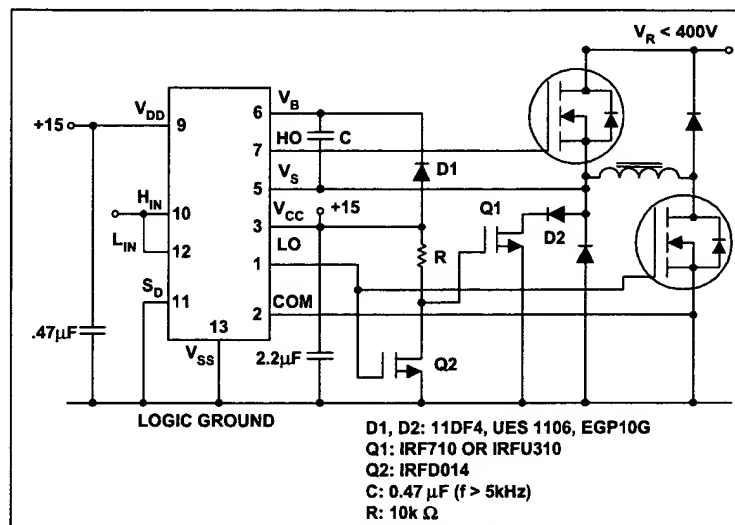 V_R < 400V
V_B
6
V_DD
+15
9
HO
C
7
D1
V_S
5
H_IN
V_CC
+15
Q1
10
3
D2
L_IN
LO
12
R
1
S_D
COM
11
2
.47µF
13
2.2µF
V_SS
Q2
LOGIC GROUND
D1, D2: 11DF4, UES 1106, EGP10G
Q1: IRF710 OR IRFU310
Q2: IRFD014
C: 0.47 µF (f > 5kHz)
R: 10k Ω